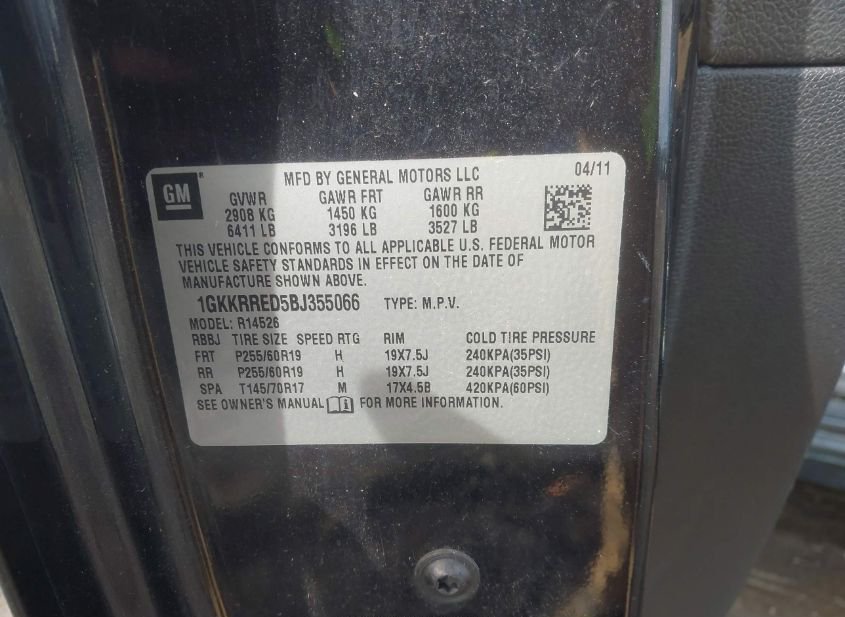 GM
MFD BY GENERAL MOTORS LLC 04/11
GVWR GAWR FRT GAWR RR
2908 KG 1450 KG 1600 KG
6411 LB 3196 LB 3527 LB
THIS VEHICLE CONFORMS TO ALL APPLICABLE U.S. FEDERAL MOTOR
VEHICLE SAFETY STANDARDS IN EFFECT ON THE DATE OF
MANUFACTURE SHOWN ABOVE.
1GKKRRED5BJ355066 TYPE: M.P.V.
MODEL: R14526
RBBJ TIRE SIZE SPEED RTG RIM COLD TIRE PRESSURE
FRT P255/60R19 H 19X7.5J 240KPA(35PSI)
RR P255/60R19 H 19X7.5J 240KPA(35PSI)
SPA T145/70R17 M 17X4.5B 420KPA(60PSI)
SEE OWNER'S MANUAL FOR MORE INFORMATION.